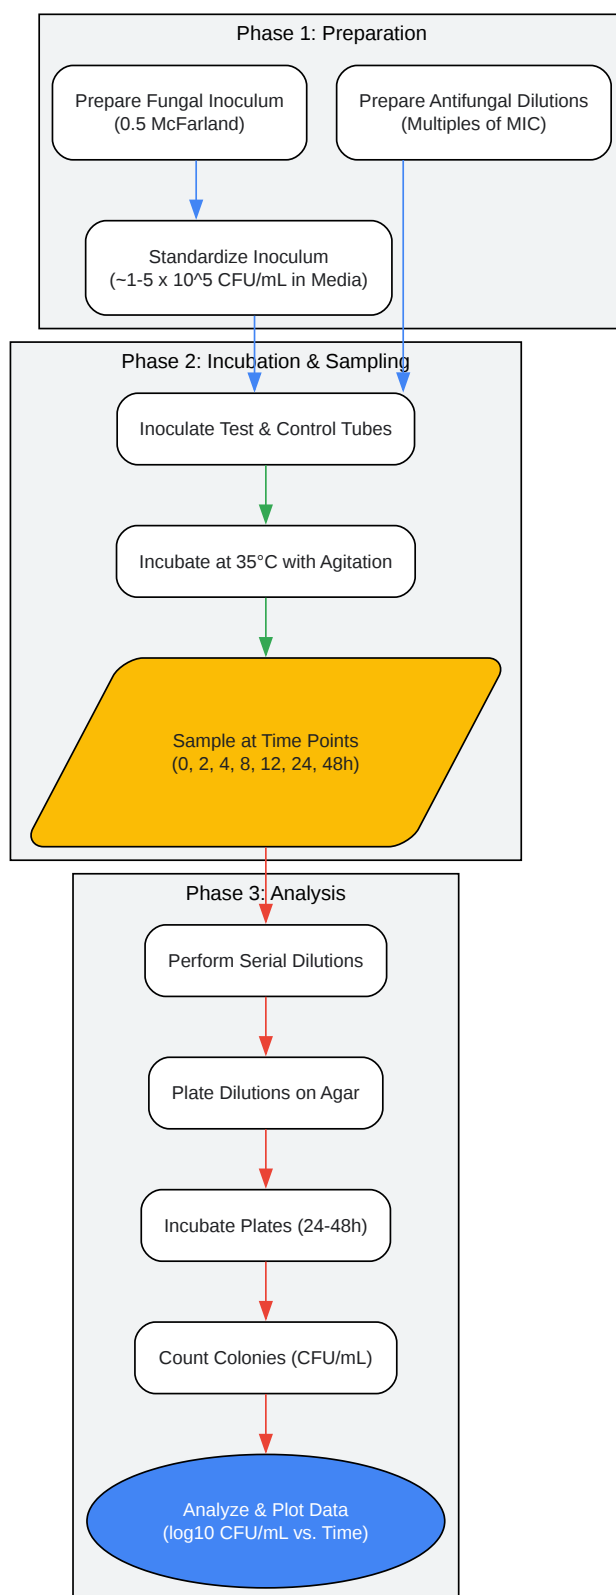 Phase 1: Preparation
Prepare Fungal Inoculum
(0.5 McFarland)
Prepare Antifungal Dilutions
(Multiples of MIC)
Standardize Inoculum
(~1-5 x 10^5 CFU/mL in Media)
Phase 2: Incubation & Sampling
Inoculate Test & Control Tubes
Incubate at 35°C with Agitation
Sample at Time Points
(0, 2, 4, 8, 12, 24, 48h)
Phase 3: Analysis
Perform Serial Dilutions
Plate Dilutions on Agar
Incubate Plates (24-48h)
Count Colonies (CFU/mL)
Analyze & Plot Data
(log10 CFU/mL vs. Time)